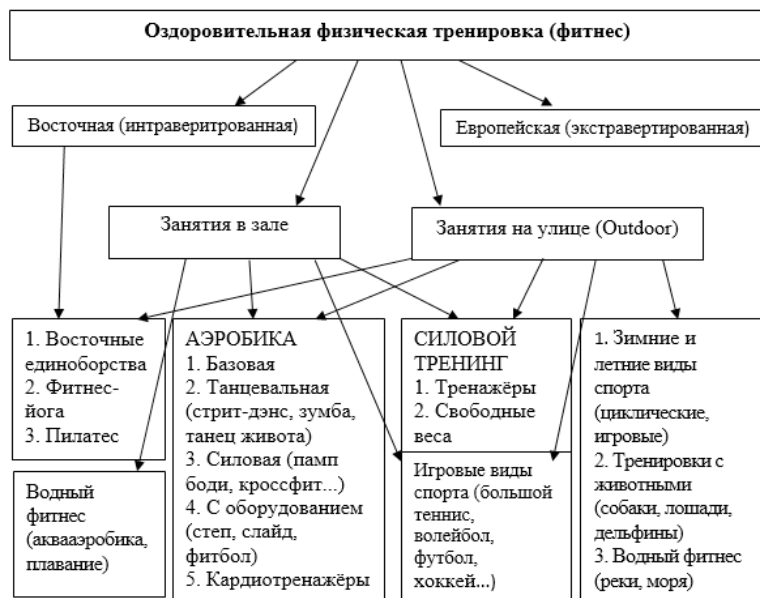 Оздоровительная физическая тренировка (фитнес)
Восточная (интраверитрованная)
Европейская (экстравертированная)
Занятия в зале
Занятия на улице (Outdoor)
1. Восточные
единоборства
2. Фитнес-
йога
3. Пилатес
Водный
фитнес
(аквааэробика,
плавание)
АЭРОБИКА
1. Базовая
2. Танцевальная
(стрит-дэнс, зумба,
танец живота)
3. Силовая (памп
боди, кроссфит...)
4. С оборудованием
(степ, слайд,
фитбол)
5. Кардиотренажёры
СИЛОВОЙ
ТРЕНИНГ
1. Тренажёры
2. Свободные
веса
Игровые виды
спорта (большой
теннис,
волейбол,
футбол,
хоккей...)
1. Зимние и
летние виды
спорта
(циклические,
игровые)
2. Тренировки с
животными
(собаки, лошади,
дельфины)
3. Водный фитнес
(реки, моря)